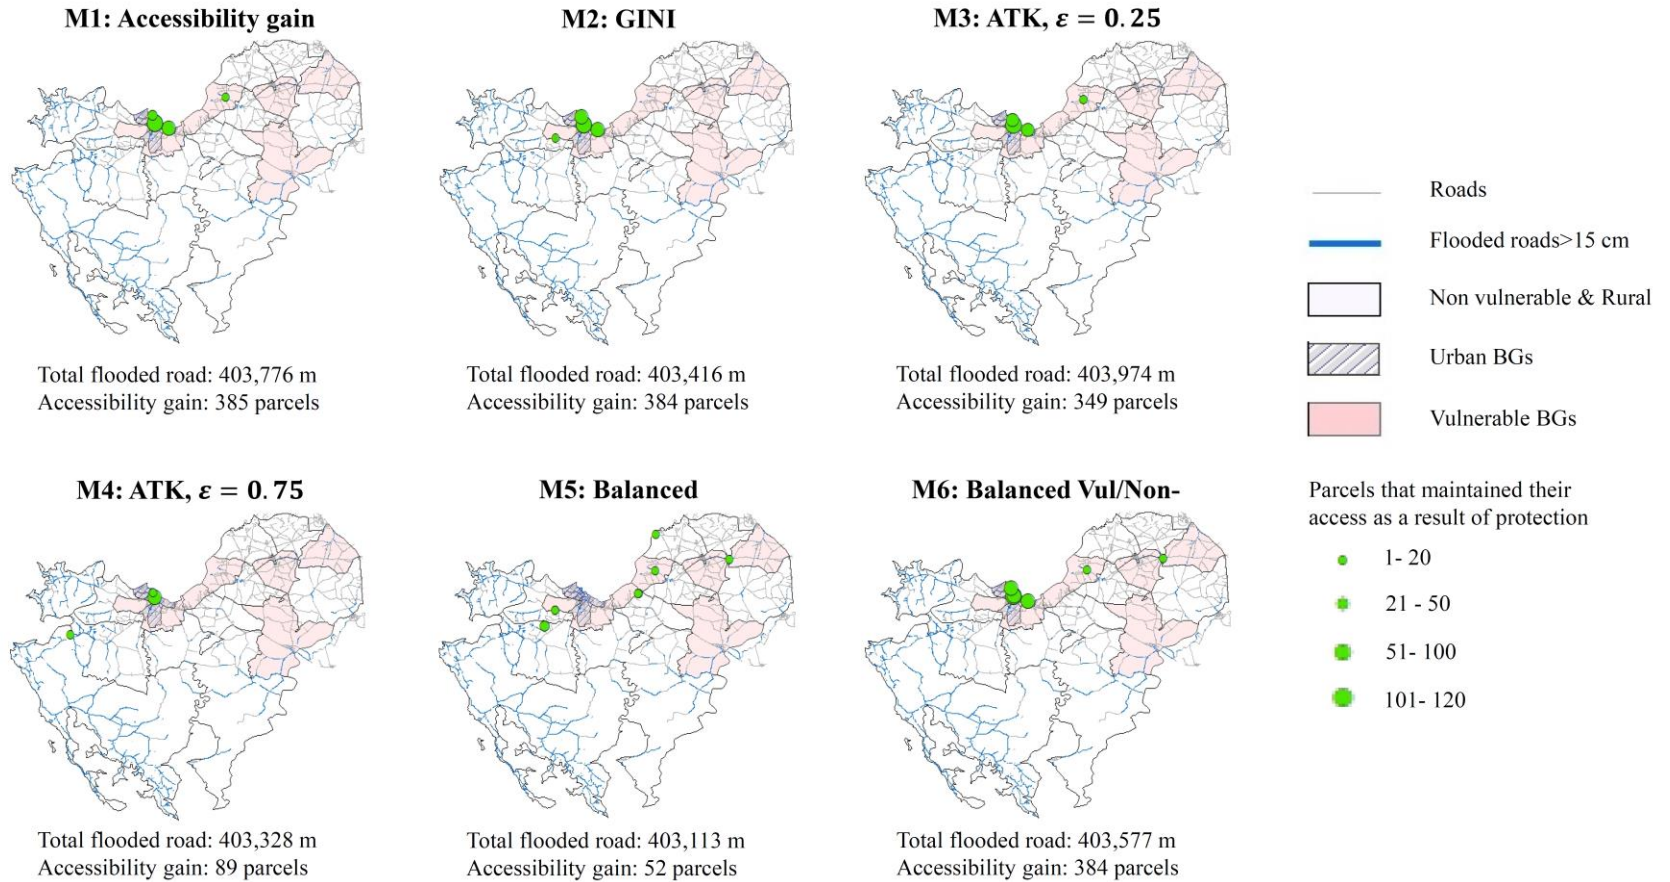 M1: Accessibility gain
M2: GINI
M3: ATK, ε = 0.25
Total flooded road: 403,776 m
Accessibility gain: 385 parcels
Total flooded road: 403,416 m
Accessibility gain: 384 parcels
Total flooded road: 403,974 m
Accessibility gain: 349 parcels
M4: ATK, ε = 0.75
M5: Balanced
M6: Balanced Vul/Non-
Total flooded road: 403,328 m
Accessibility gain: 89 parcels
Total flooded road: 403,113 m
Accessibility gain: 52 parcels
Total flooded road: 403,577 m
Accessibility gain: 384 parcels
Roads
Flooded roads>15 cm
Non vulnerable & Rural
Urban BGs
Vulnerable BGs
Parcels that maintained their
access as a result of protection
1- 20
21 - 50
51- 100
101- 120